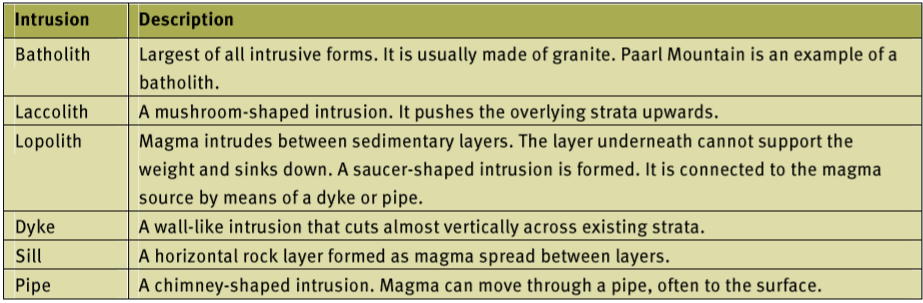 Intrusion Description
Batholith Largest of all intrusive forms. It is usually made of granite. Paarl Mountain is an example of a
batholith.
Laccolith A mushroom-shaped intrusion. It pushes the overlying strata upwards.
Lopolith Magma intrudes between sedimentary layers. The layer underneath cannot support the
weight and sinks down. A saucer-shaped intrusion is formed. It is connected to the magma
source by means of a dyke or pipe.
Dyke A wall-like intrusion that cuts almost vertically across existing strata.
Sill A horizontal rock layer formed as magma spread between layers.
Pipe A chimney-shaped intrusion. Magma can move through a pipe, often to the surface.